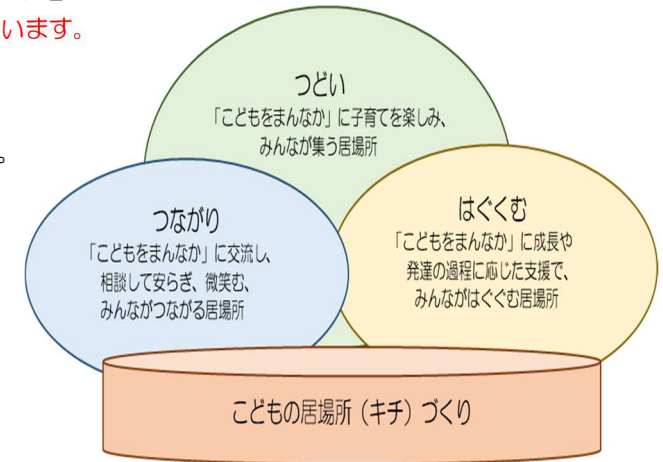 います。
。
つどい
「こどもをまんなか」に子育てを楽しみ、
みんなが集う居場所
つながり
「こどもをまんなか」に交流し、
相談して安らぎ、微笑む、
みんながつながる居場所
はぐくむ
「こどもをまんなか」に成長や
発達の過程に応じた支援で、
みんながはぐぐむ居場所
こどもの居場所（キチ）づくり